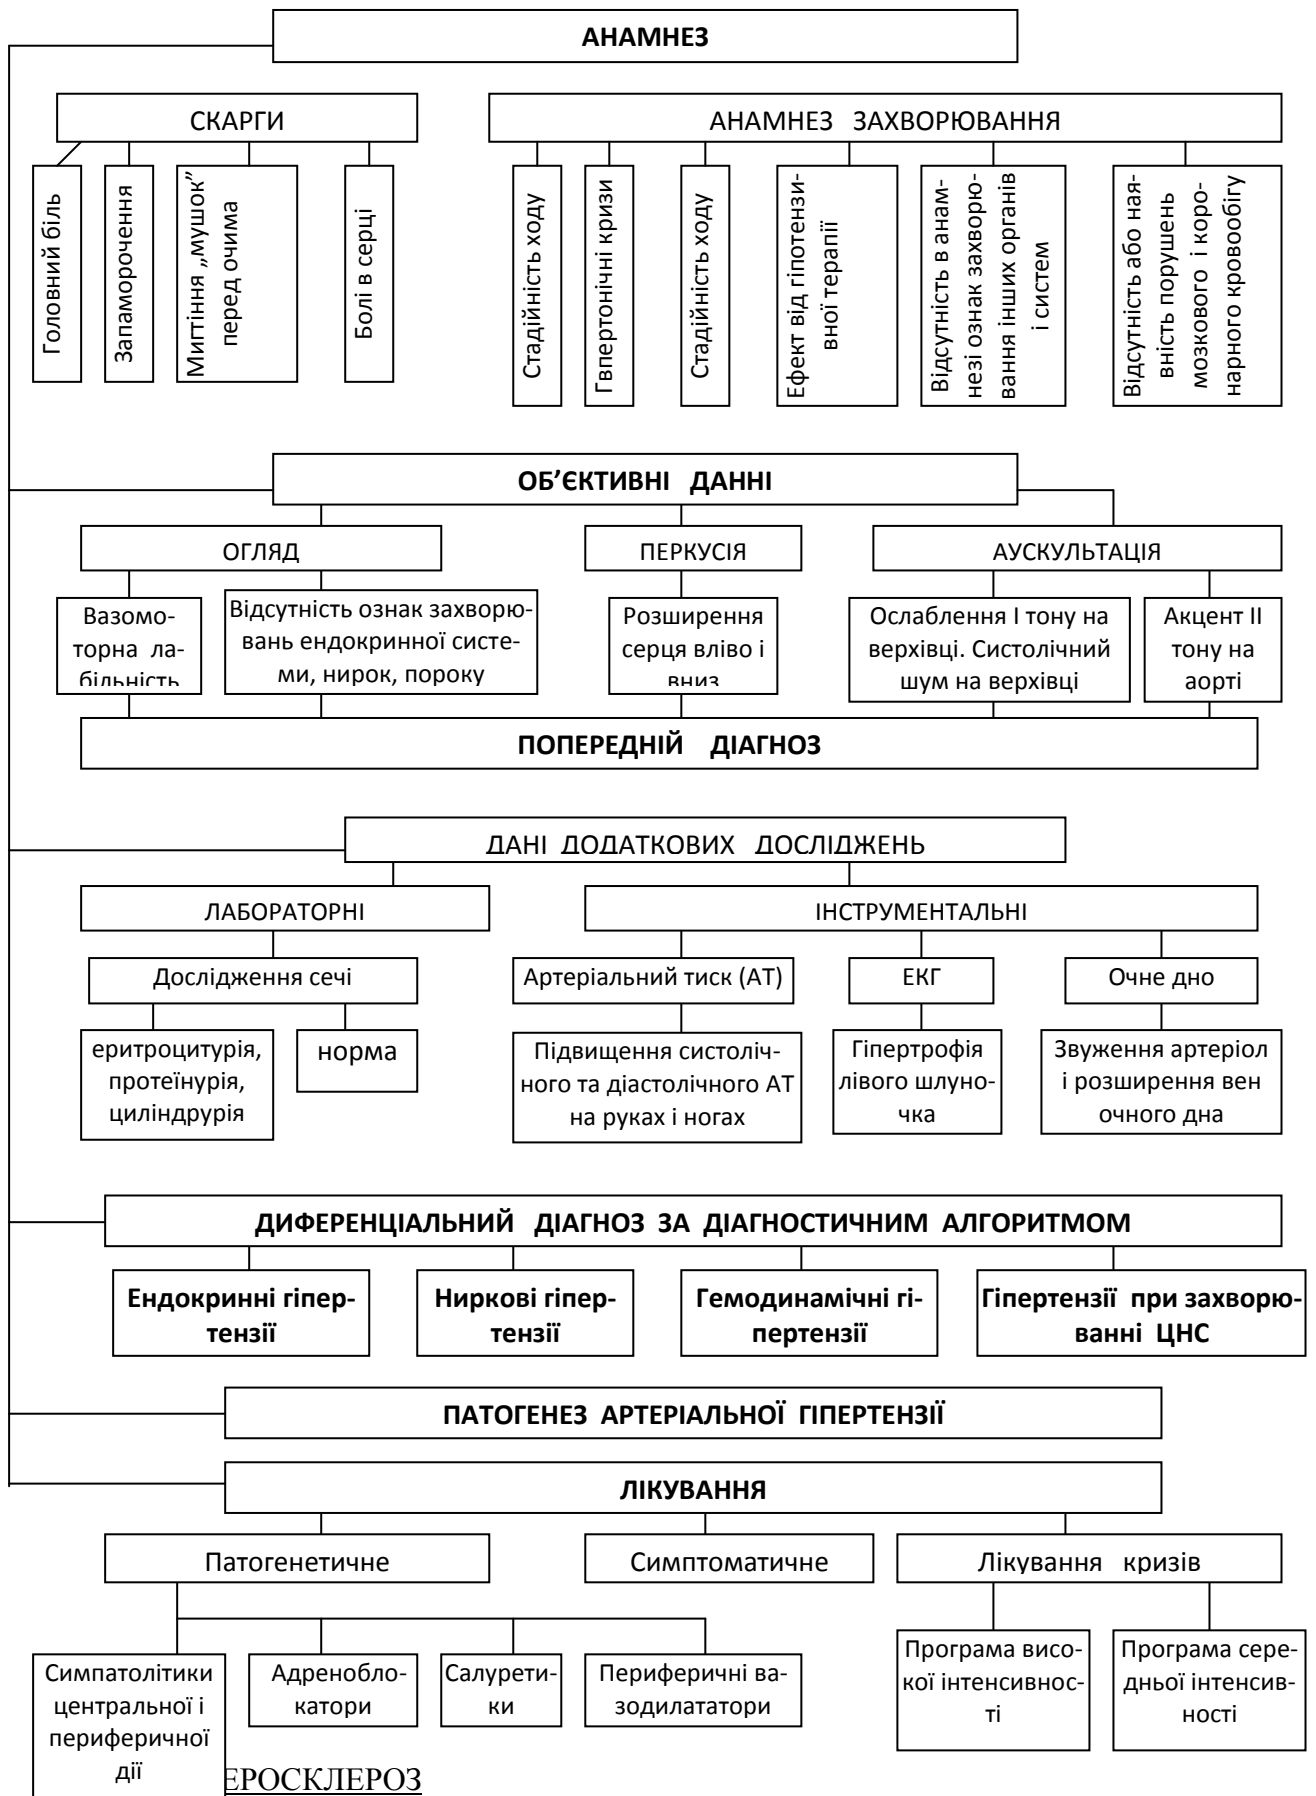 АНАМНЕЗ
СКАРГИ
АНАМНЕЗ ЗАХВОРЮВАННЯ
Головний біль
Запаморочення
Мигтіння „мушок”
перед очима
Болі в серці
Стадійність ходу
Гвпертонічні кризи
Стадійність ходу
Ефект від гіпотензи-
вної терапії
Відсутність в анам-
незі ознак захворю-
вання інших органів
і систем
Відсутність або ная-
вність порушень
мозкового і коро-
нарного кровообігу
ОБ’ЄКТИВНІ ДАННІ
ОГЛЯД
ПЕРКУСІЯ
АУСКУЛЬТАЦІЯ
Вазомо-
торна ла-
більність
Відсутність ознак захворю-
вань ендокринної систе-
ми, нирок, пороку
Розширення
серця вліво і
вниз
Ослаблення І тону на
верхівці. Систолічний
шум на верхівці
Акцент ІІ
тону на
аорті
ПОПЕРЕДНІЙ ДІАГНОЗ
ДАНІ ДОДАТКОВИХ ДОСЛІДЖЕНЬ
ЛАБОРАТОРНІ
ІНСТРУМЕНТАЛЬНІ
Дослідження сечі
Артеріальний тиск (АТ)
ЕКГ
Очне дно
еритроцитурія,
протеїнурія,
циліндрурія
норма
Підвищення систоліч-
ного та діастолічного АТ
на руках і ногах
Гіпертрофія
лівого шлуно-
чка
Звуження артеріол
і розширення вен
очного дна
ДИФЕРЕНЦІАЛЬНИЙ ДІАГНОЗ ЗА ДІАГНОСТИЧНИМ АЛГОРИТМОМ
Ендокринні гіпер-
тензії
Ниркові гіпер-
тензії
Гемодинамічні гі-
пертензії
Гіпертензії при захворю-
ванні ЦНС
ПАТОГЕНЕЗ АРТЕРІАЛЬНОЇ ГІПЕРТЕНЗІЇ
ЛІКУВАННЯ
Патогенетичне
Симптоматичне
Лікування кризів
Симпатолітики
центральної і
периферичної
дії
Адренобло-
катори
Салурети-
ки
Периферичні ва-
зодилататори
Програма висо-
кої інтенсивнос-
ті
Програма сере-
дньої інтенсив-
ності
ЕРОСКЛЕРОЗ